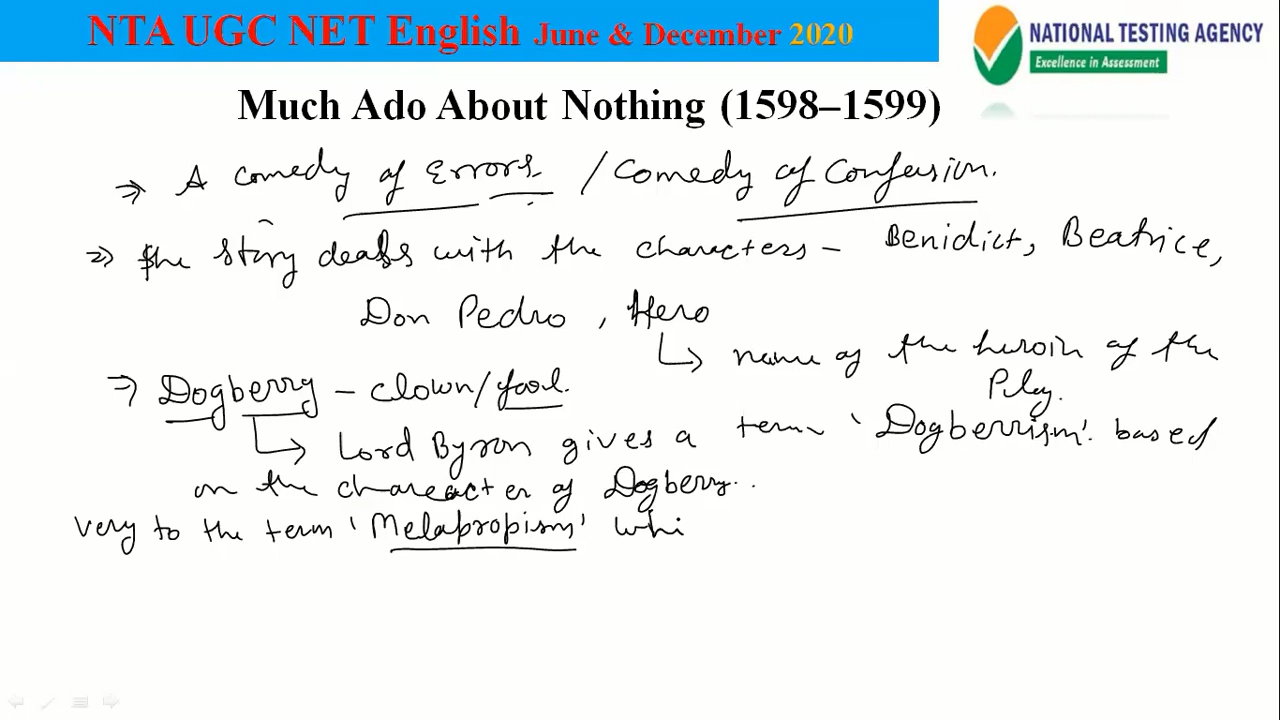 NTA UGC NET English June & December 2020
NATIONAL TESTING AGENCY
Excellence in Assessment
Much Ado About Nothing (1598–1599)
⇒ A comedy of Errors / Comedy of Confusion.
⇒ The story deals with the characters – Benidict, Beatrice,
Don Pedro, Hero
↳ name of the heroin of the
Play.
⇒ Dogberry – clown/fool.
↳ Lord Byron gives a term 'Dogberrism'. based
on the chareacter of Dogberry..
very to the term 'Melapropism' whi